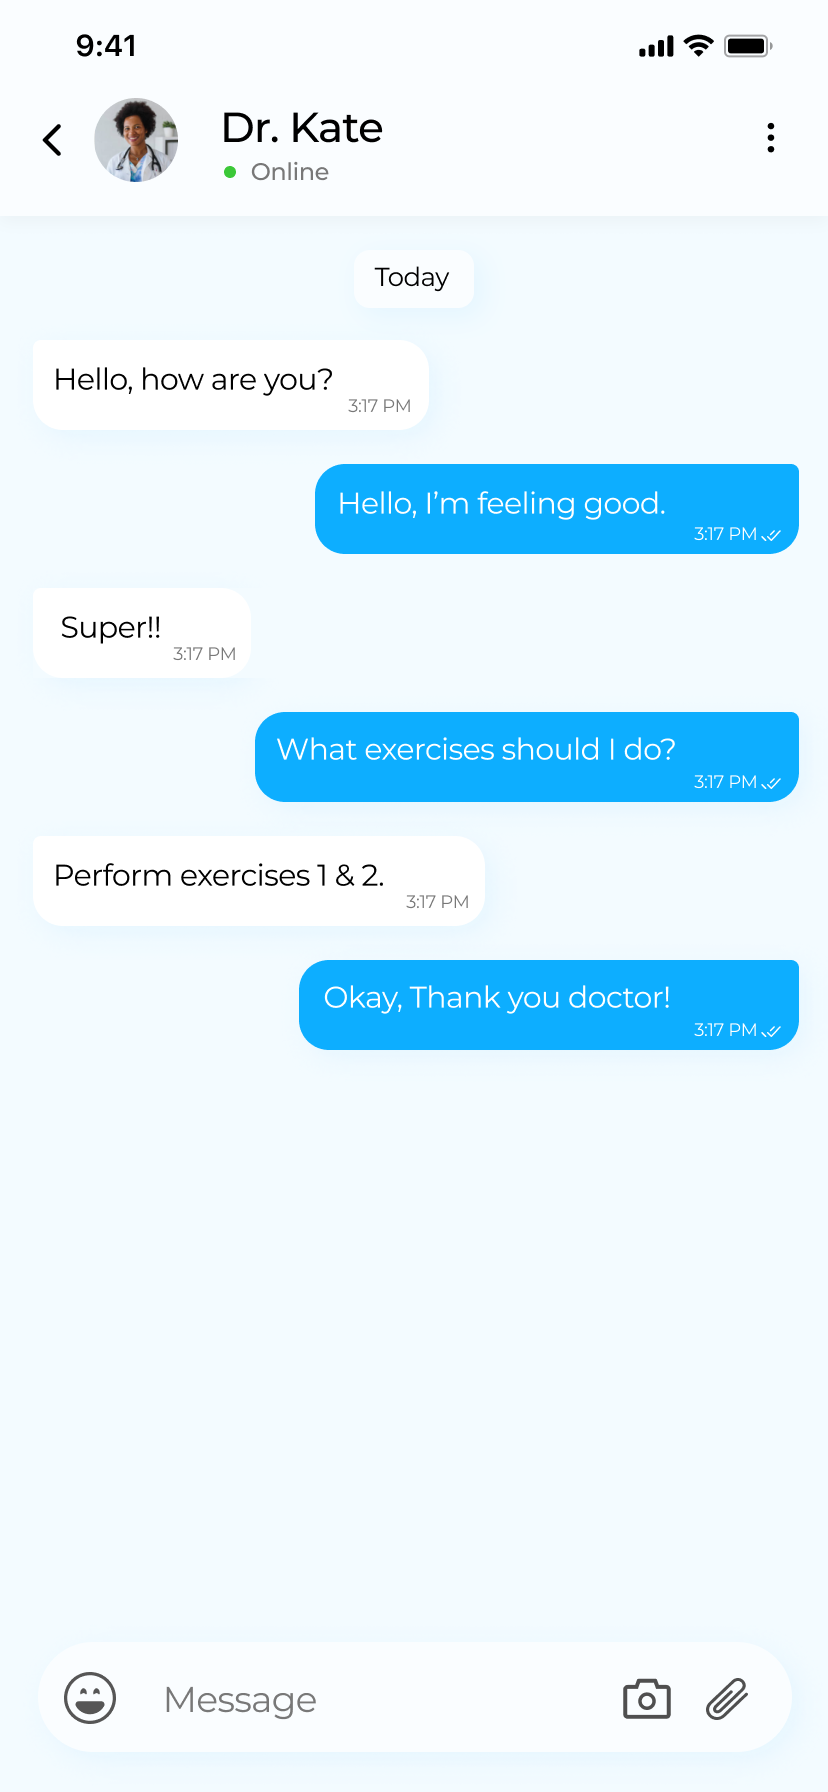 9:41
Dr. Kate
Online
Today
Hello, how are you?
3:17 PM
Hello, I’m feeling good.
3:17 PM
Super!!
3:17 PM
What exercises should I do?
3:17 PM
Perform exercises 1 & 2.
3:17 PM
Okay, Thank you doctor!
3:17 PM
Message